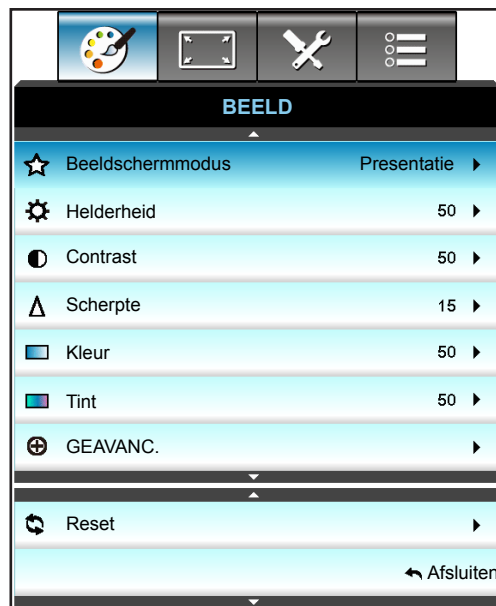 BEELD
Beeldschermmodus Presentatie
Helderheid 50
Contrast 50
Scherpte 15
Kleur 50
Tint 50
GEAVANC.
Reset
Afsluiten